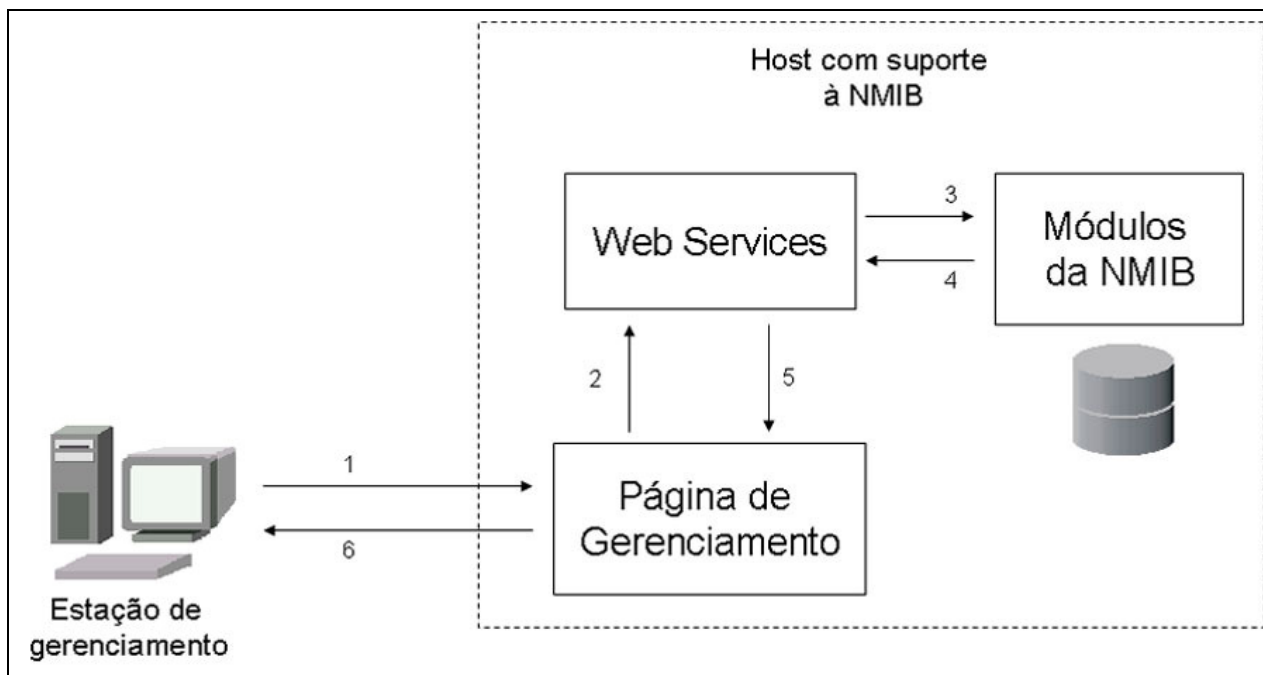 Host com suporte
à NMIB
Web Services
3
4
Módulos
da NMIB
2
5
1
6
Página de
Gerenciamento
Estação de
gerenciamento